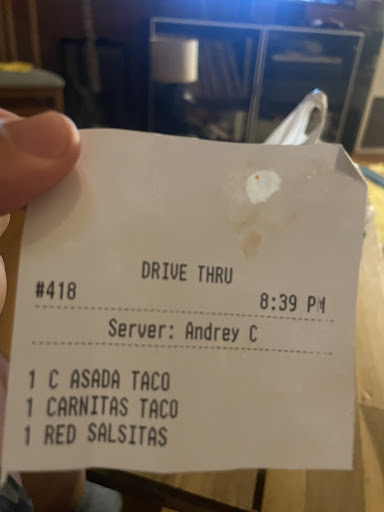 DRIVE THRU
#418 8:39 PM
Server: Andrey C
1 C ASADA TACO
1 CARNITAS TACO
1 RED SALSITAS